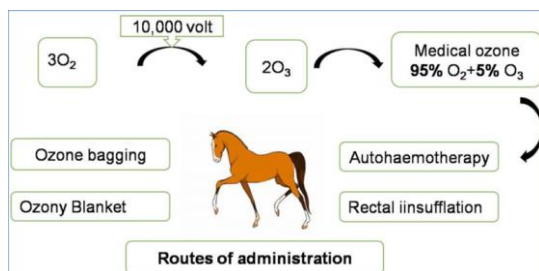 10,000 volt
3O₂
2O₃
Medical ozone
95% O₂+5% O₃
Ozone bagging
Autohaemotherapy
Ozony Blanket
Rectal iinsufflation
Routes of administration